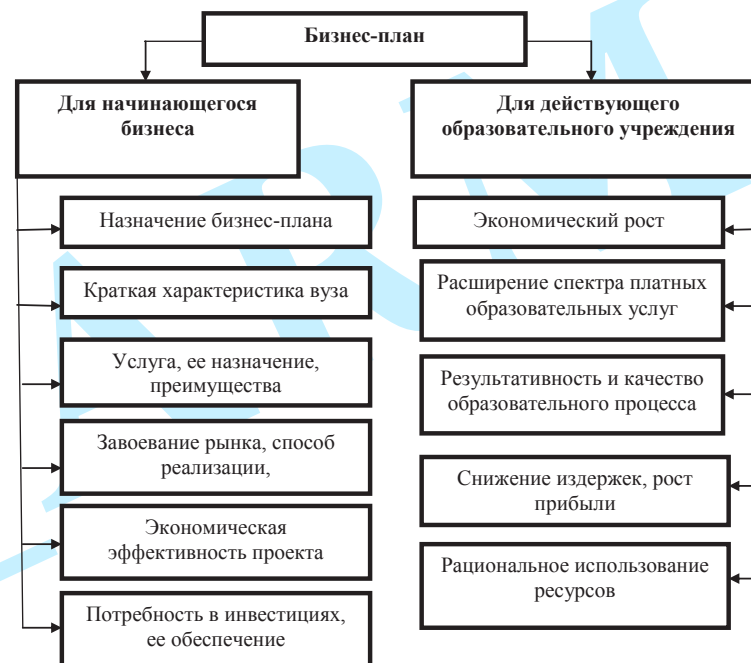 Бизнес-план
Для начинающегося
бизнеса
Назначение бизнес-плана
Краткая характеристика вуза
Услуга, ее назначение,
преимущества
Завоевание рынка, способ
реализации,
Экономическая
эффективность проекта
Потребность в инвестициях,
ее обеспечение
Для действующего
образовательного учреждения
Экономический рост
Расширение спектра платных
образовательных услуг
Результативность и качество
образовательного процесса
Снижение издержек, рост
прибыли
Рациональное использование
ресурсов